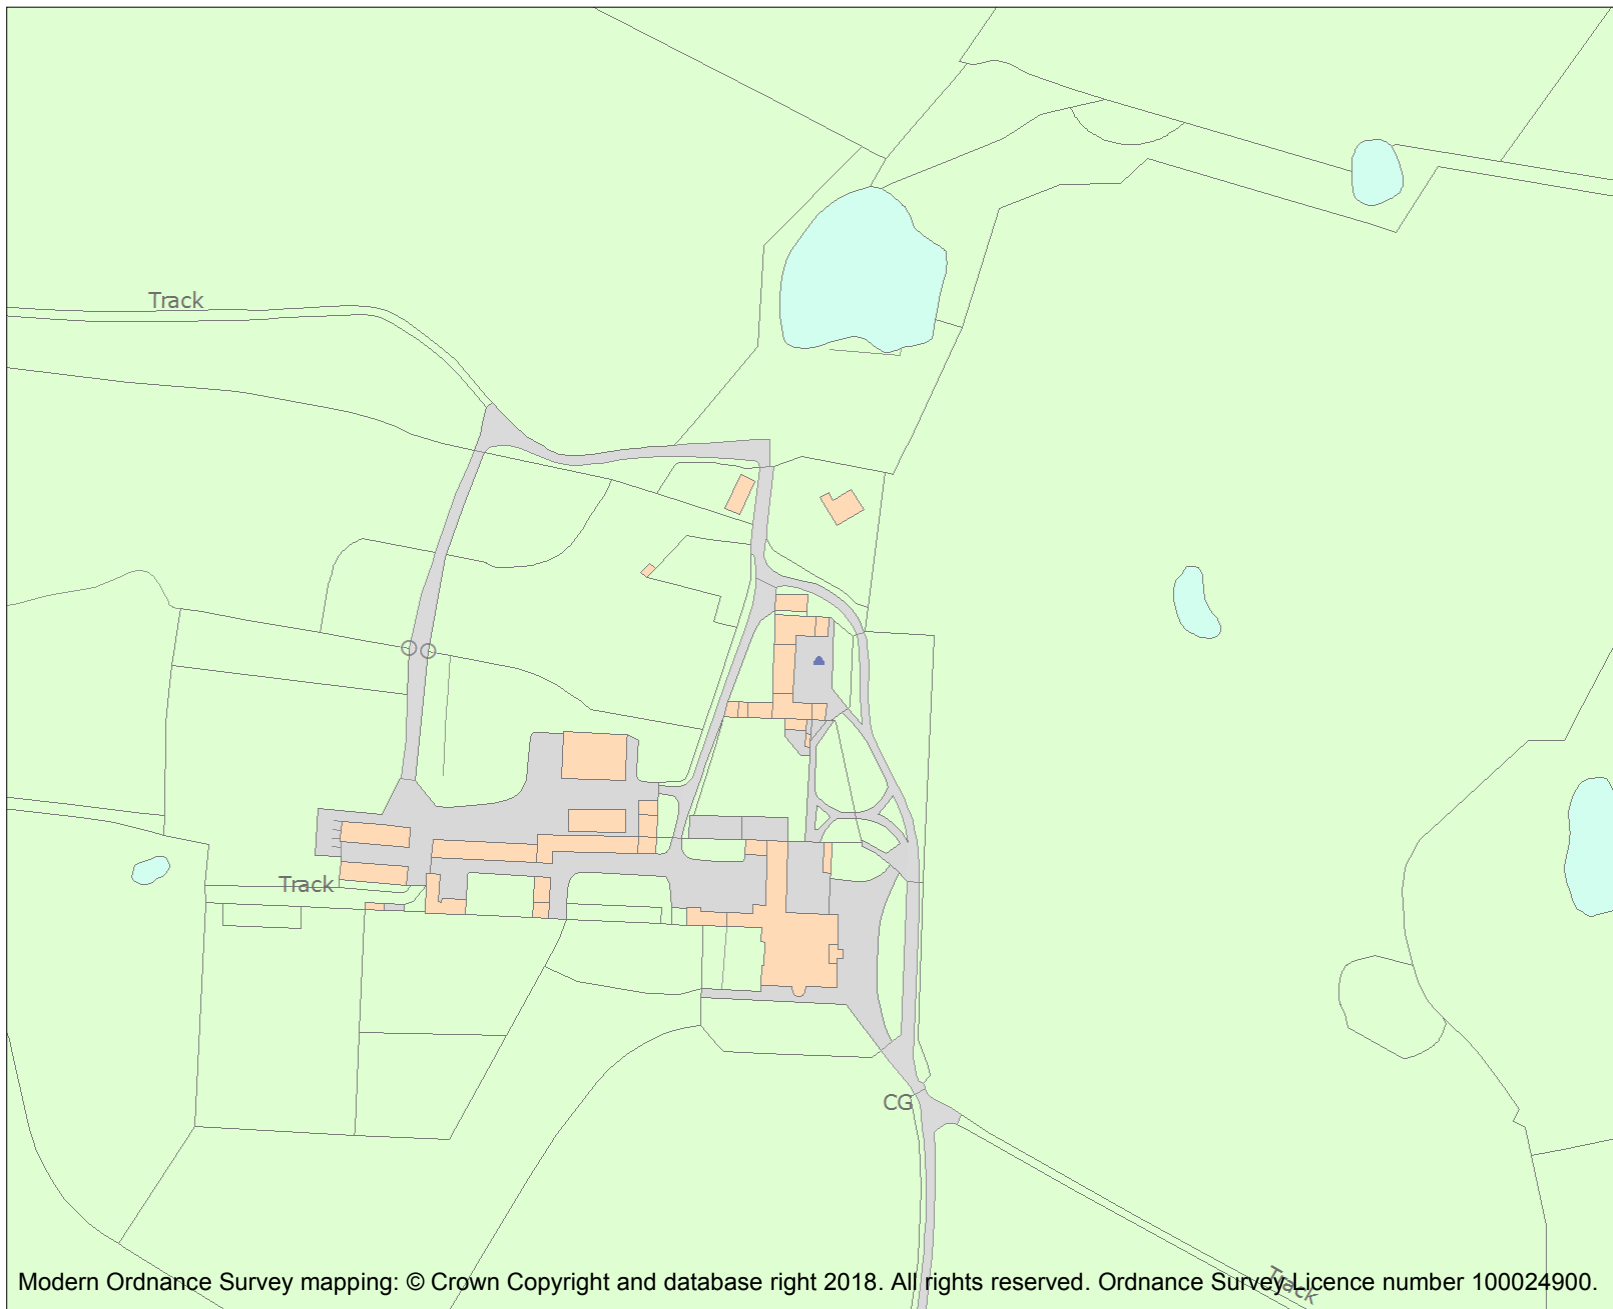 Track
Track
CG
Track
Modern Ordnance Survey mapping: © Crown Copyright and database right 2018. All rights reserved. Ordnance Survey Licence number 100024900.